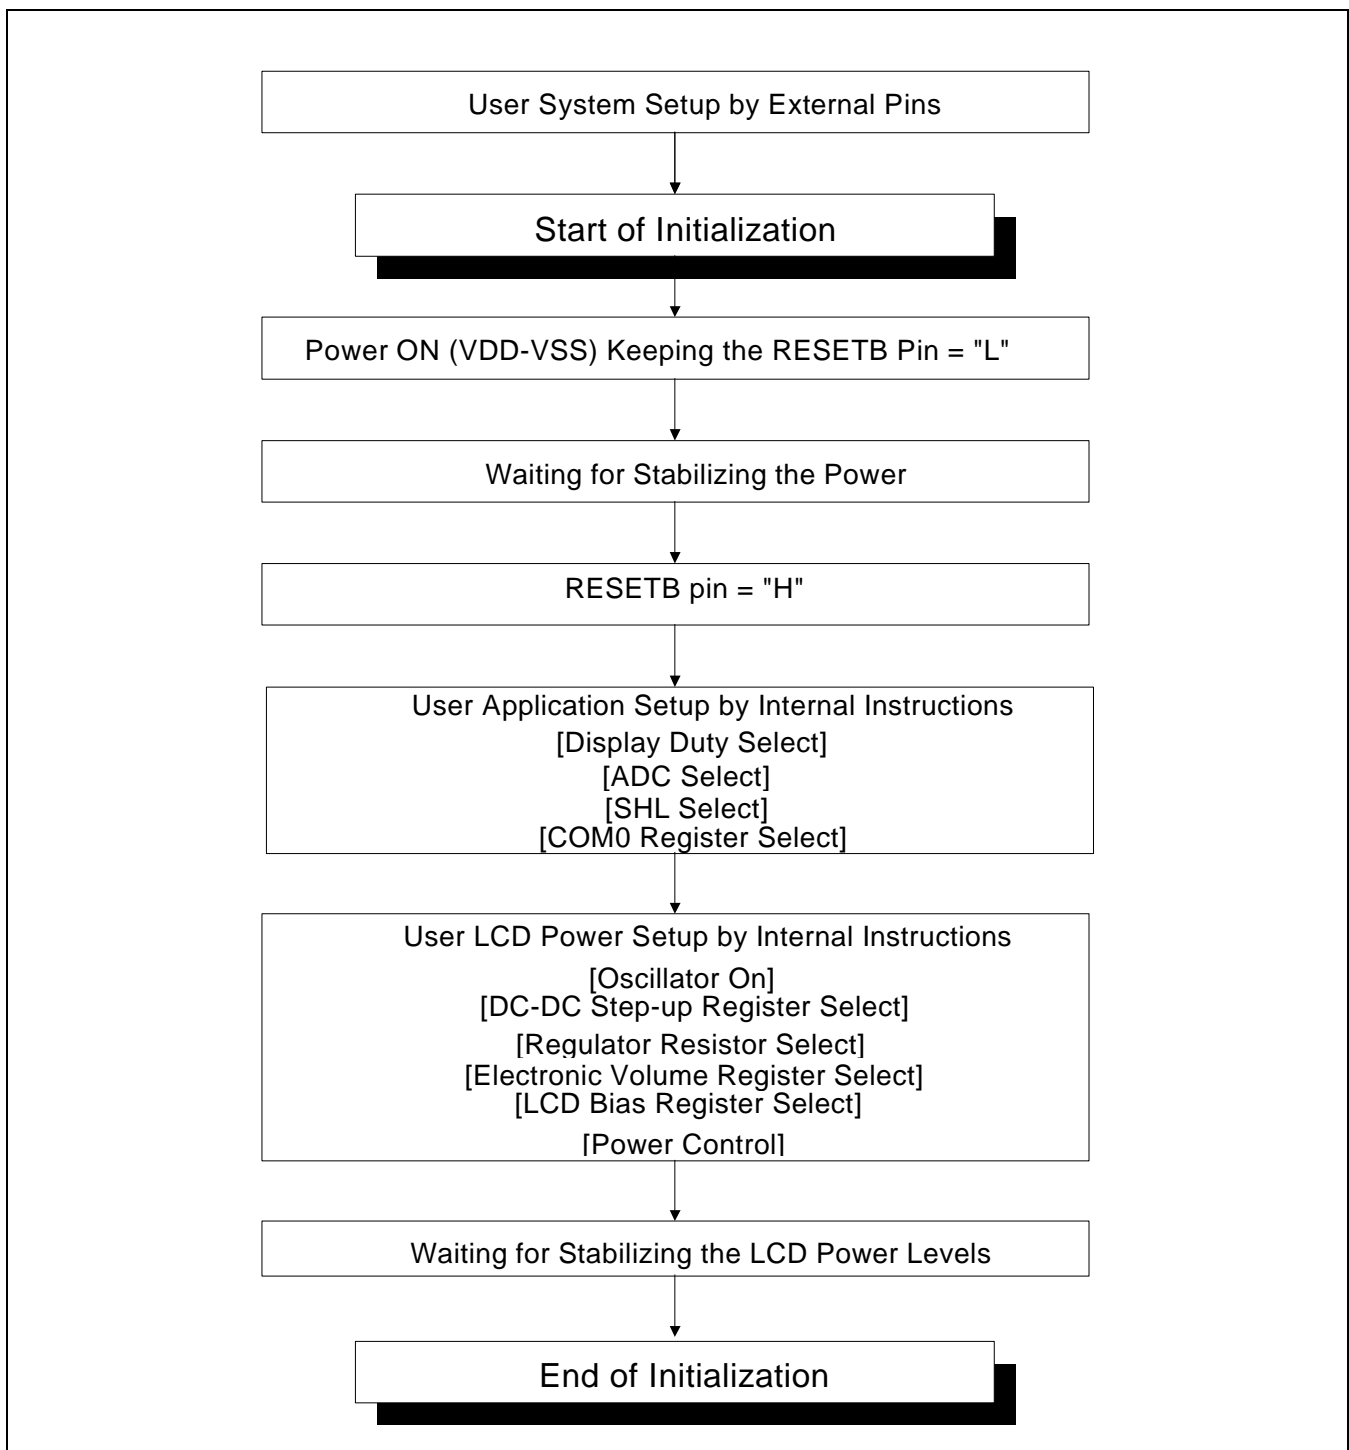 User System Setup by External Pins
Start of Initialization
Power ON (VDD-VSS) Keeping the RESETB Pin = "L"
Waiting for Stabilizing the Power
RESETB pin = "H"
User Application Setup by Internal Instructions
[Display Duty Select]
[ADC Select]
[SHL Select]
[COM0 Register Select]
User LCD Power Setup by Internal Instructions
[Oscillator On]
[DC-DC Step-up Register Select]
[Regulator Resistor Select]
[Electronic Volume Register Select]
[LCD Bias Register Select]
[Power Control]
Waiting for Stabilizing the LCD Power Levels
End of Initialization